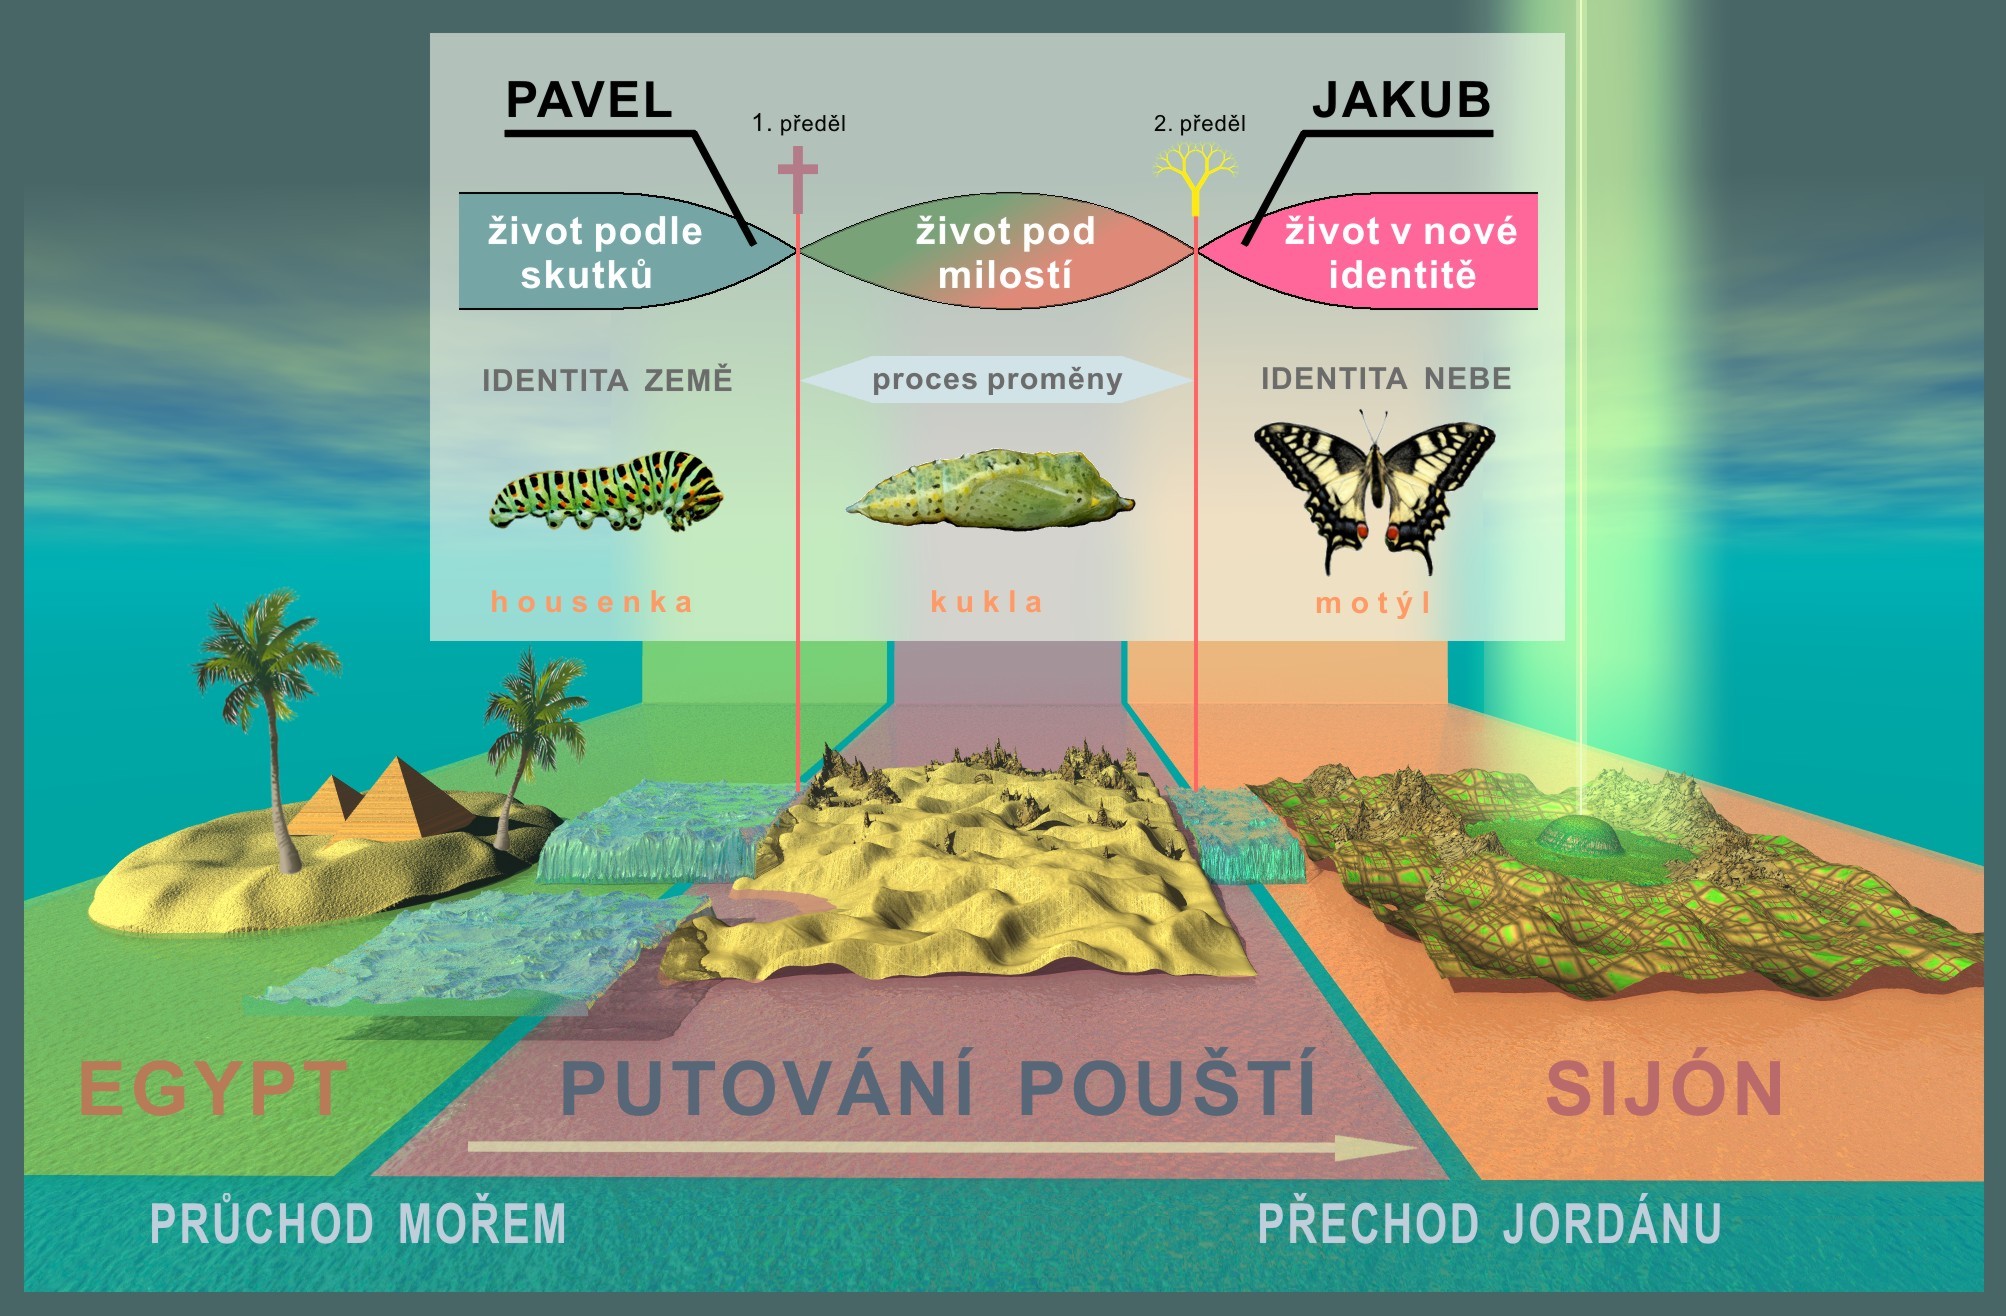 PAVEL
JAKUB
1. předěl
2. předěl
život podle
skutků
život pod
milostí
život v nové
identitě
IDENTITA ZEMĚ
proces proměny
IDENTITA NEBE
housenka
kukla
motýl
EGYPT
PUTOVÁNÍ POUŠTÍ
SIJÓN
PRŮCHOD MOŘEM
PŘECHOD JORDÁNU